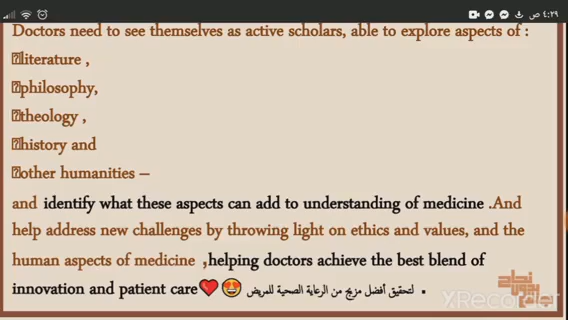 ٤:٢٩ ص
Doctors need to see themselves as active scholars, able to explore aspects of :
literature ,
philosophy,
theology ,
history and
other humanities –
and identify what these aspects can add to understanding of medicine .And
help address new challenges by throwing light on ethics and values, and the
human aspects of medicine ,helping doctors achieve the best blend of
innovation and patient care❤️🤩 لتحقيق أفضل مزيج من الرعاية الصحية للمريض •
XRecorder